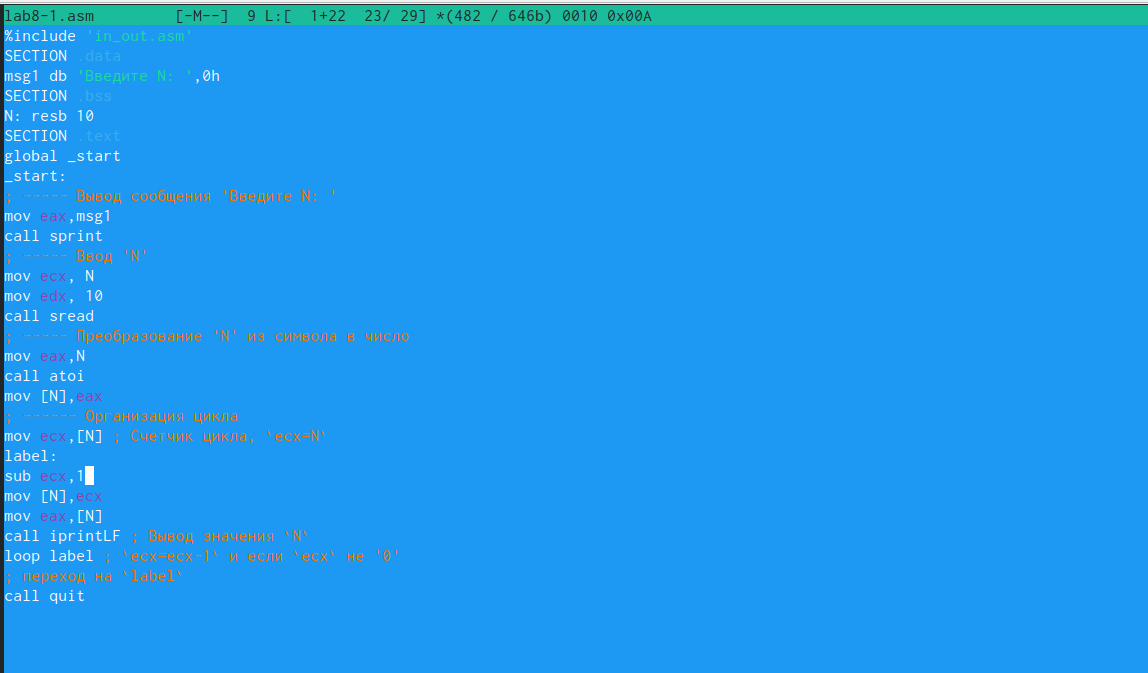 lab8-1.asm [-M--] 9 L:[ 1+22 23/ 29] *(482 / 646b) 0010 0x00A
%include 'in_out.asm'
SECTION .data
msg1 db 'Введите N: ',0h
SECTION .bss
N: resb 10
SECTION .text
global _start
_start:
; ----- Вывод сообщения 'Введите N: '
mov eax,msg1
call sprint
; ----- Ввод 'N'
mov ecx, N
mov edx, 10
call sread
; ----- Преобразование 'N' из символа в число
mov eax,N
call atoi
mov [N],eax
; ------ Организация цикла
mov ecx,[N] ; Счетчик цикла, `ecx=N`
label:
sub ecx,1
mov [N],ecx
mov eax,[N]
call iprintLF ; Вывод значения `N`
loop label ; `ecx=ecx-1` и если `ecx` не '0'
; переход на `label`
call quit